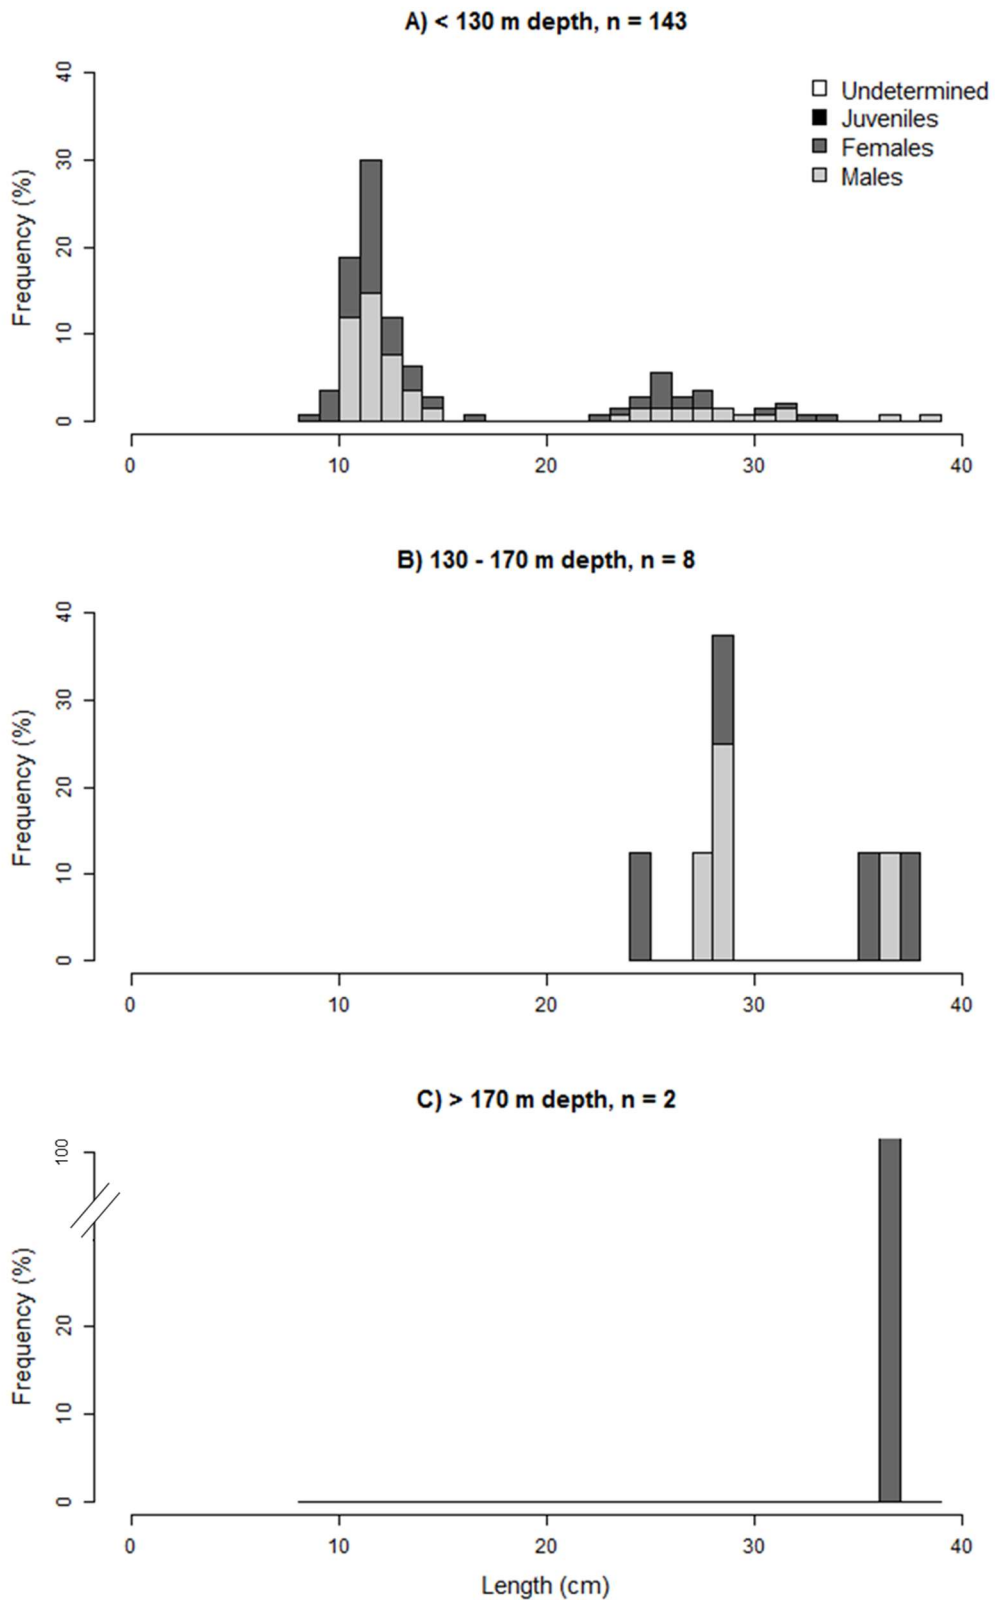 A) < 130 m depth, n = 143
Undetermined
Juveniles
Females
Males
Frequency (%)
40
30
20
10
0
0 10 20 30 40
B) 130 - 170 m depth, n = 8
Frequency (%)
40
30
20
10
0
0 10 20 30 40
C) > 170 m depth, n = 2
Frequency (%)
100
20
10
0
0 10 20 30 40
Length (cm)